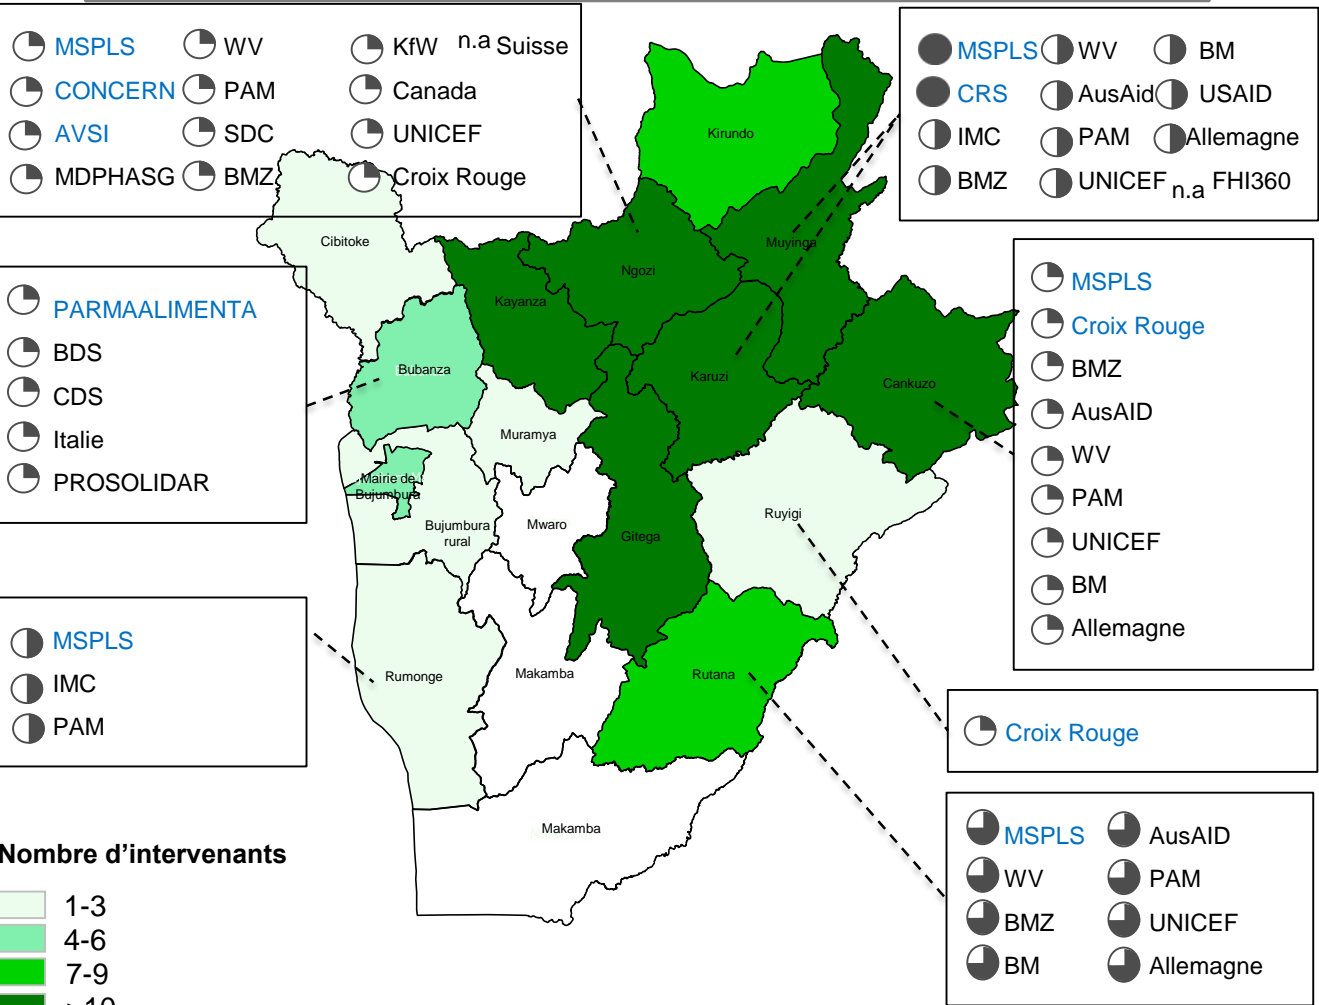 MSPLS WV KfW n.a Suisse
CONCERN PAM Canada
AVSI SDC UNICEF
MDPHASG BMZ Croix Rouge
MSPLS WV BM
CRS AusAid USAID
IMC PAM Allemagne
BMZ UNICEF n.a FHI360
Kirundo
Cibitoke
Muyinga
Ngozi
Kayanza
Bubanza
Karuzi
Cankuzo
Muramya
Mairie de
Bujumbura
Bujumbura
rural
Mwaro
Gitega
Ruyigi
Rumonge
Makamba
Rutana
Makamba
PARMAALIMENTA
BDS
CDS
Italie
PROSOLIDAR
MSPLS
Croix Rouge
BMZ
AusAID
WV
PAM
UNICEF
BM
Allemagne
MSPLS
IMC
PAM
Croix Rouge
MSPLS AusAID
WV PAM
BMZ UNICEF
BM Allemagne
Nombre d’intervenants
1-3
4-6
7-9